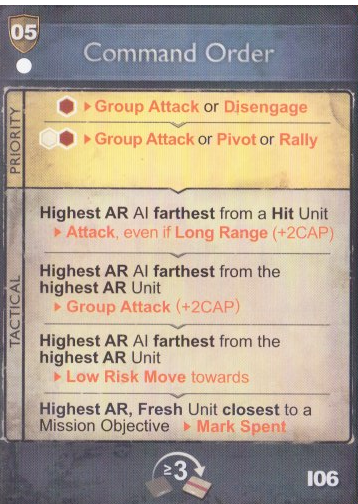 05
Command Order
PRIORITY
▸ Group Attack or Disengage
▸ Group Attack or Pivot or Rally
TACTICAL
Highest AR AI farthest from a Hit Unit
▸ Attack, even if Long Range (+2CAP)
Highest AR AI farthest from the
highest AR Unit
▸ Group Attack (+2CAP)
Highest AR AI farthest from the
highest AR Unit
▸ Low Risk Move towards
Highest AR, Fresh Unit closest to a
Mission Objective ▸ Mark Spent
≥3
I06